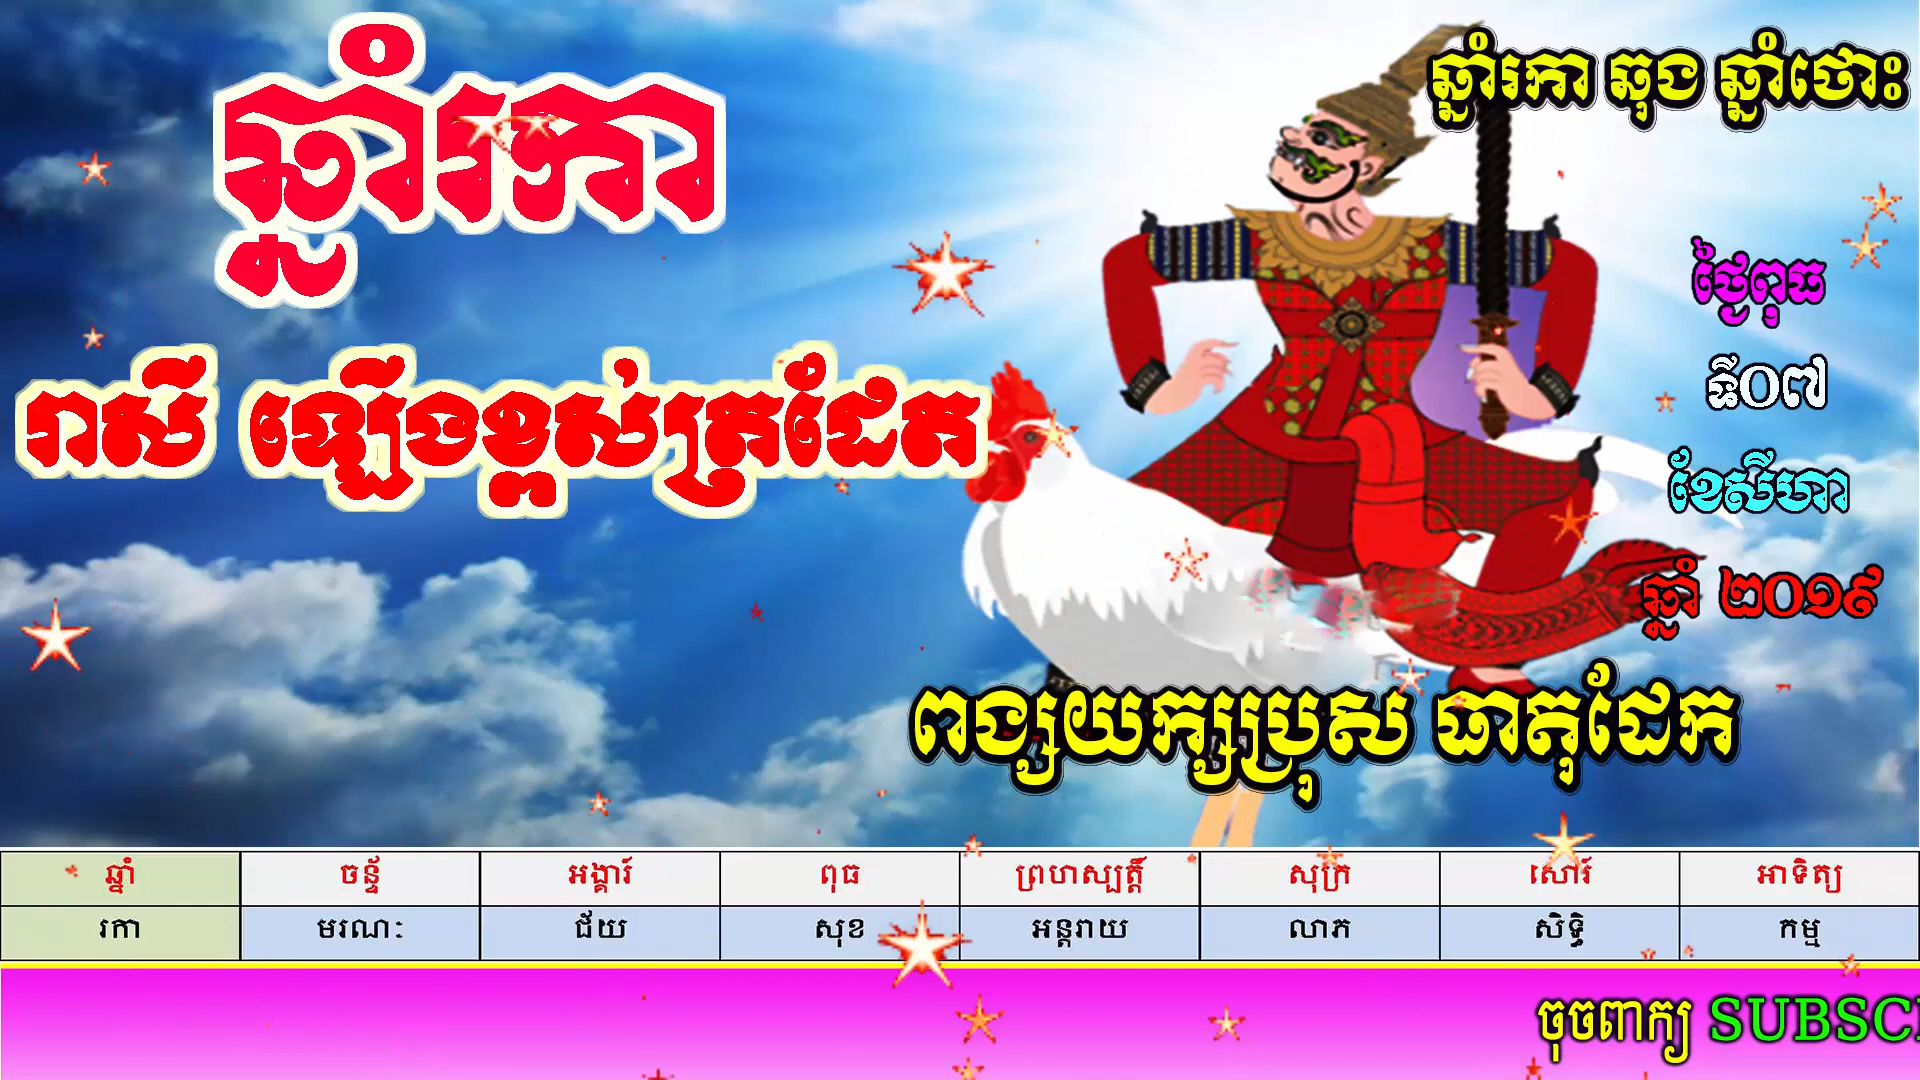 ឆ្នាំរកា
រាសី ឡើងខ្ពស់ត្រដែត
ឆ្នាំរកា ឆុង ឆ្នាំថោះ
ថ្ងៃពុធ
ទី០៧
ខែសីហា
ឆ្នាំ ២០១៩
ពង្សយក្សប្រុស ធាតុដែក
ឆ្នាំ ចន្ទ័ អង្គារ៍ ពុធ ព្រហស្បត្តិ៍ សុក្រ សៅរ៍ អាទិត្យ
រកា មរណៈ ជ័យ សុខ អន្តរាយ លាភ សិទ្ធិ កម្ម
ចុចពាក្យ SUBSC